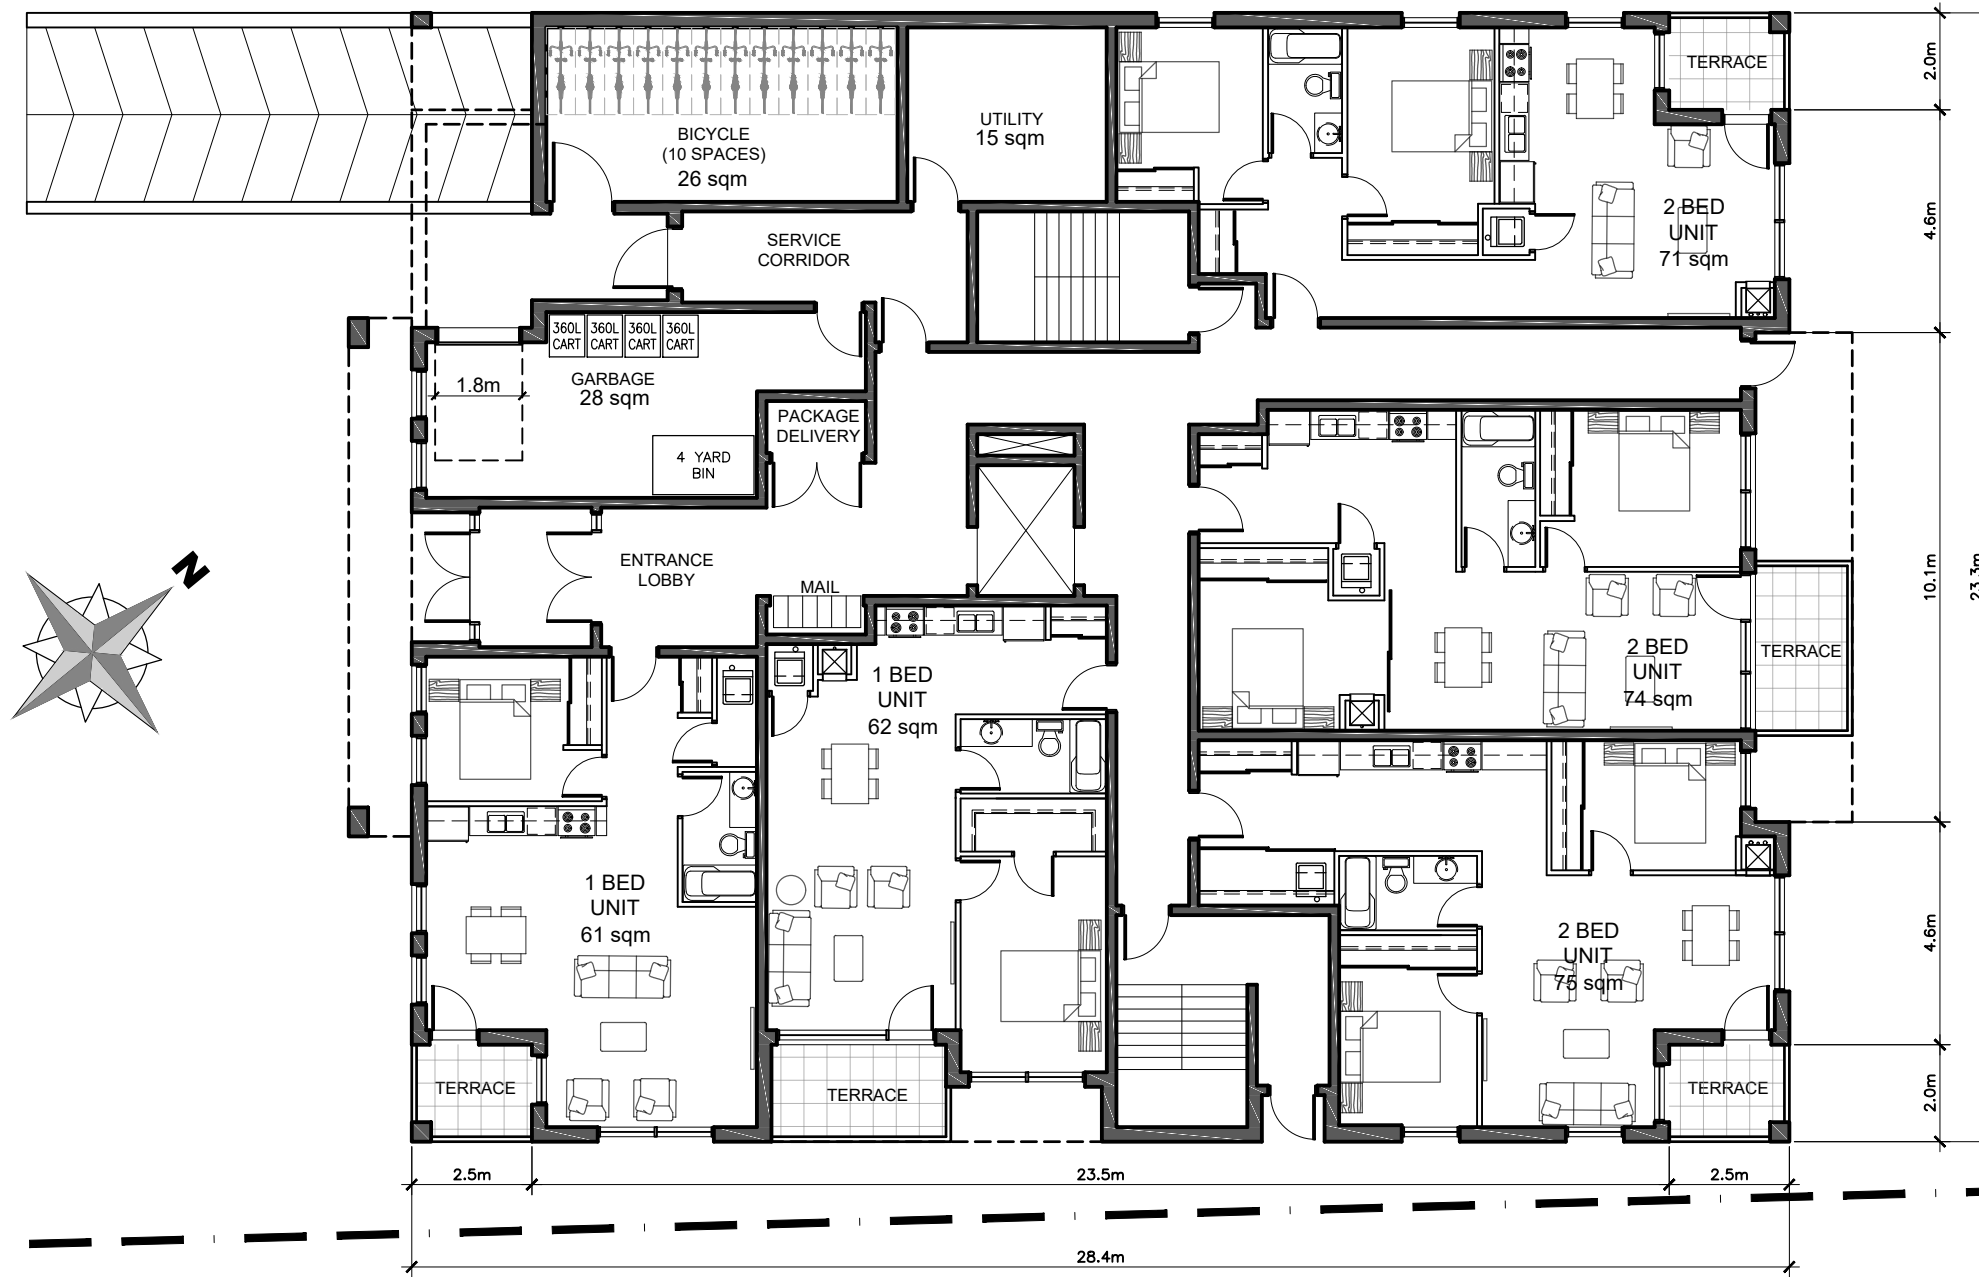 TERRACE
2.0m
BICYCLE
(10 SPACES)
26 sqm
UTILITY
15 sqm
2 BED
UNIT
71 sqm
4.6m
SERVICE
CORRIDOR
360L
CART
360L
CART
360L
CART
360L
CART
1.8m
GARBAGE
28 sqm
PACKAGE
DELIVERY
4 YARD
BIN
N
ENTRANCE
LOBBY
MAIL
10.1m
23.3m
1 BED
UNIT
62 sqm
2 BED
UNIT
74 sqm
TERRACE
1 BED
UNIT
61 sqm
2 BED
UNIT
75 sqm
4.6m
TERRACE
TERRACE
TERRACE
2.0m
2.5m
23.5m
2.5m
28.4m